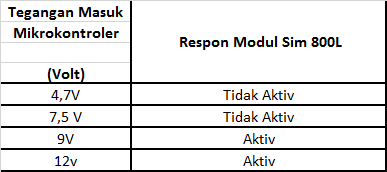 Tegangan Masuk
Mikrokontroler
Respon Modul Sim 800L
(Volt)
4,7V Tidak Aktiv
7,5 V Tidak Aktiv
9V Aktiv
12v Aktiv